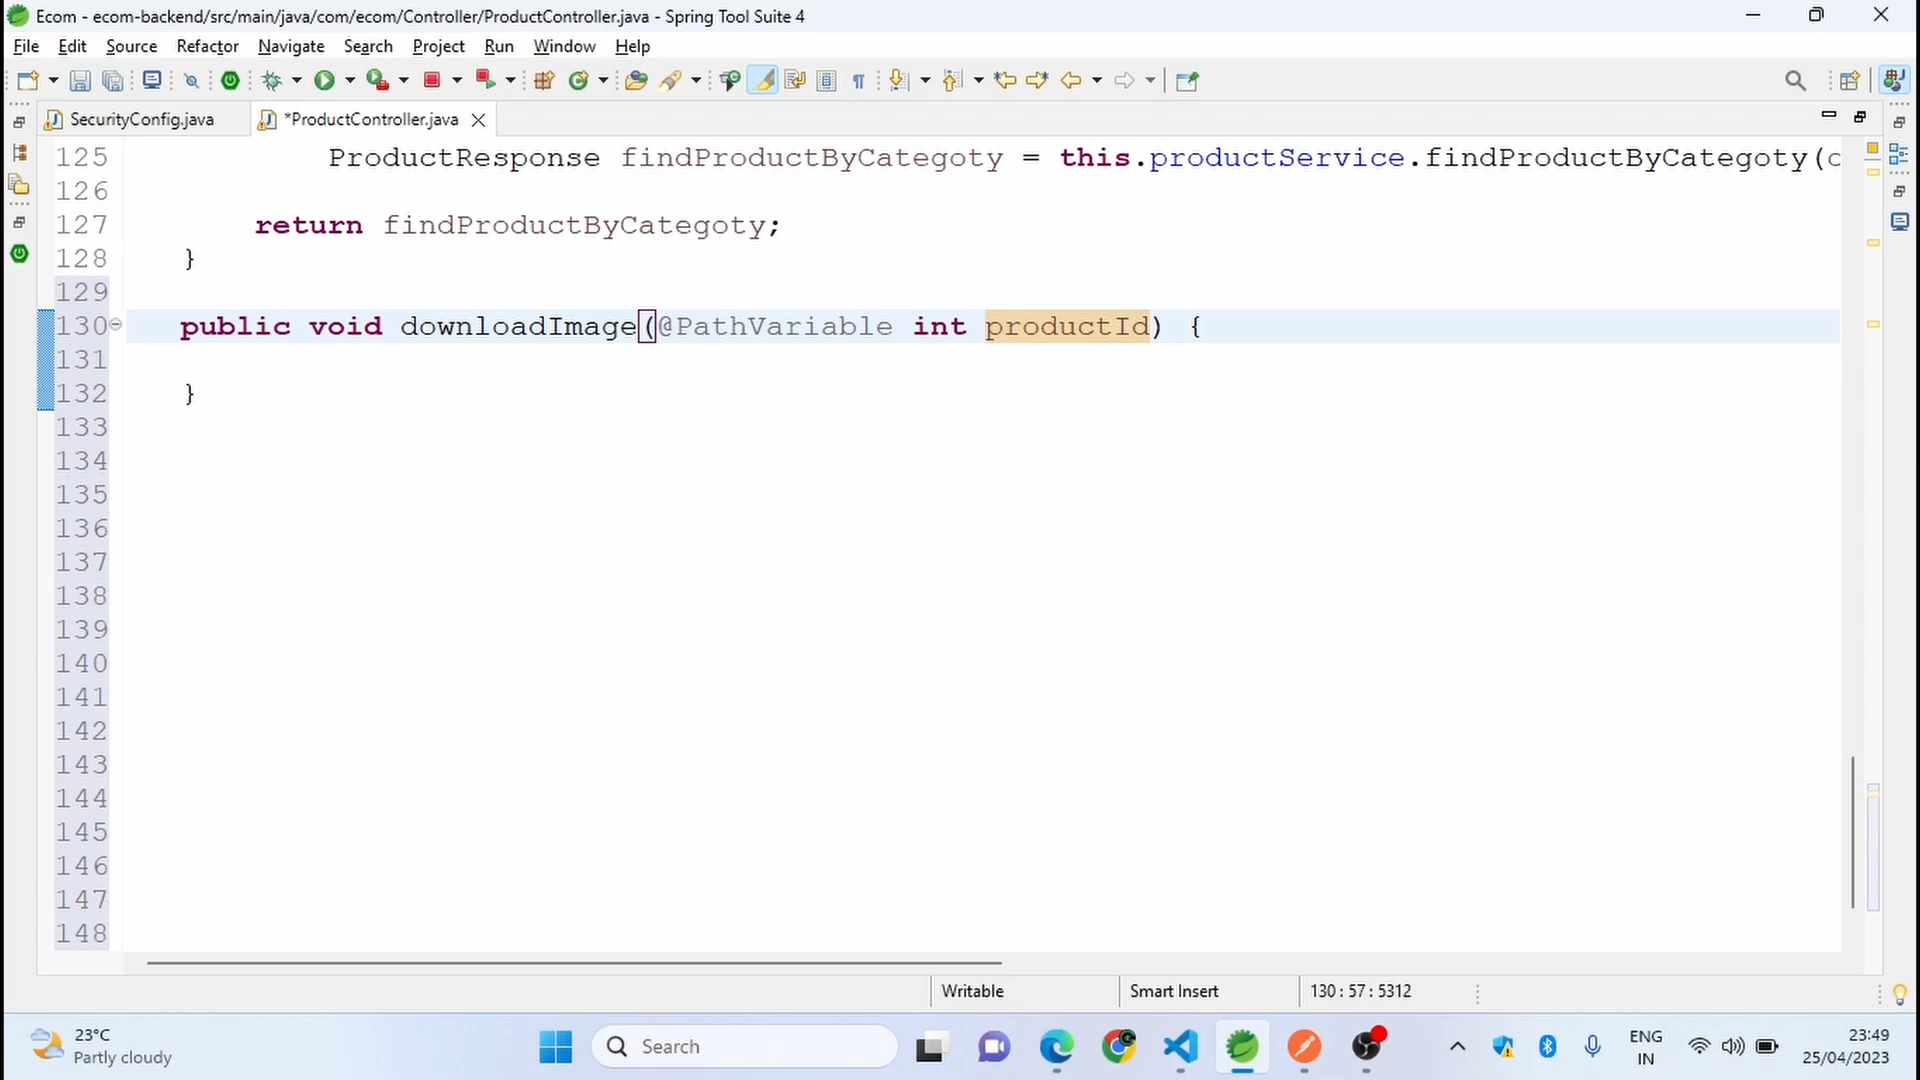 Ecom - ecom-backend/src/main/java/com/ecom/Controller/ProductController.java - Spring Tool Suite 4
File Edit Source Refactor Navigate Search Project Run Window Help
SecurityConfig.java *ProductController.java
125 ProductResponse findProductByCategoty = this.productService.findProductByCategoty(c
126
127 return findProductByCategoty;
128 }
129
130 public void downloadImage(@PathVariable int productId) {
131
132 }
133
134
135
136
137
138
139
140
141
142
143
144
145
146
147
148
Writable Smart Insert 130 : 57 : 5312
23°C
Partly cloudy
Search
ENG
IN
23:49
25/04/2023